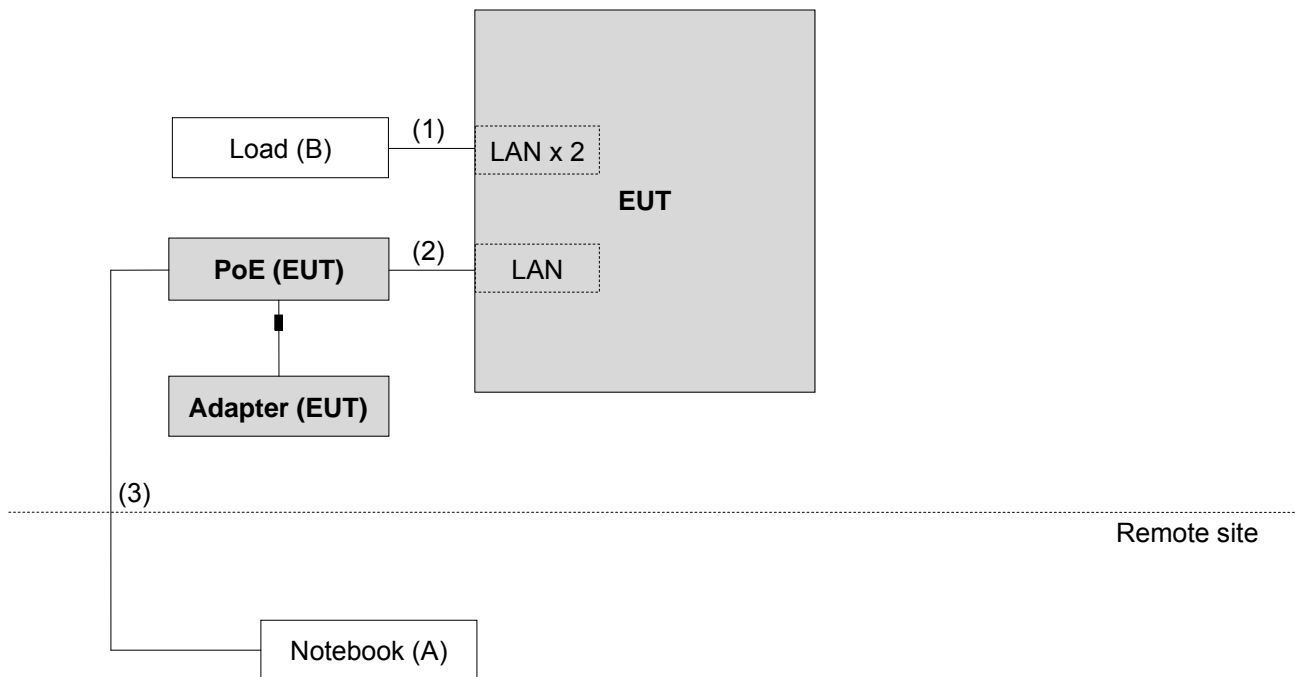 (1)
Load (B)
LAN x 2
EUT
(2)
PoE (EUT)
LAN
Adapter (EUT)
(3)
Remote site
Notebook (A)